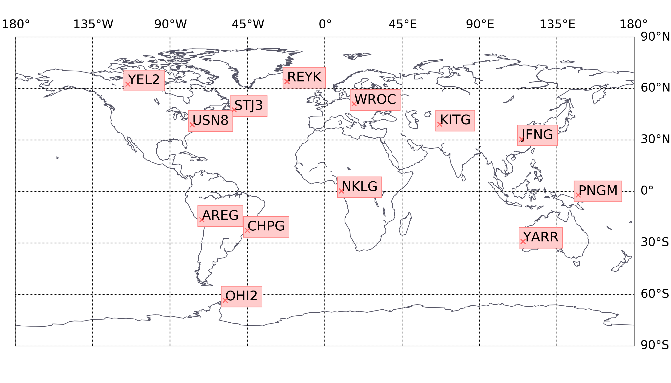 180° 135°W 90°W 45°W 0° 45°E 90°E 135°E 180°
90°N
REYK
YEL2
60°N
WROC
STJ3
USN8 KITG
JFNG
30°N
NKLG PNGM 0°
AREG
CHPG
YARR
30°S
OHI2 60°S
90°S